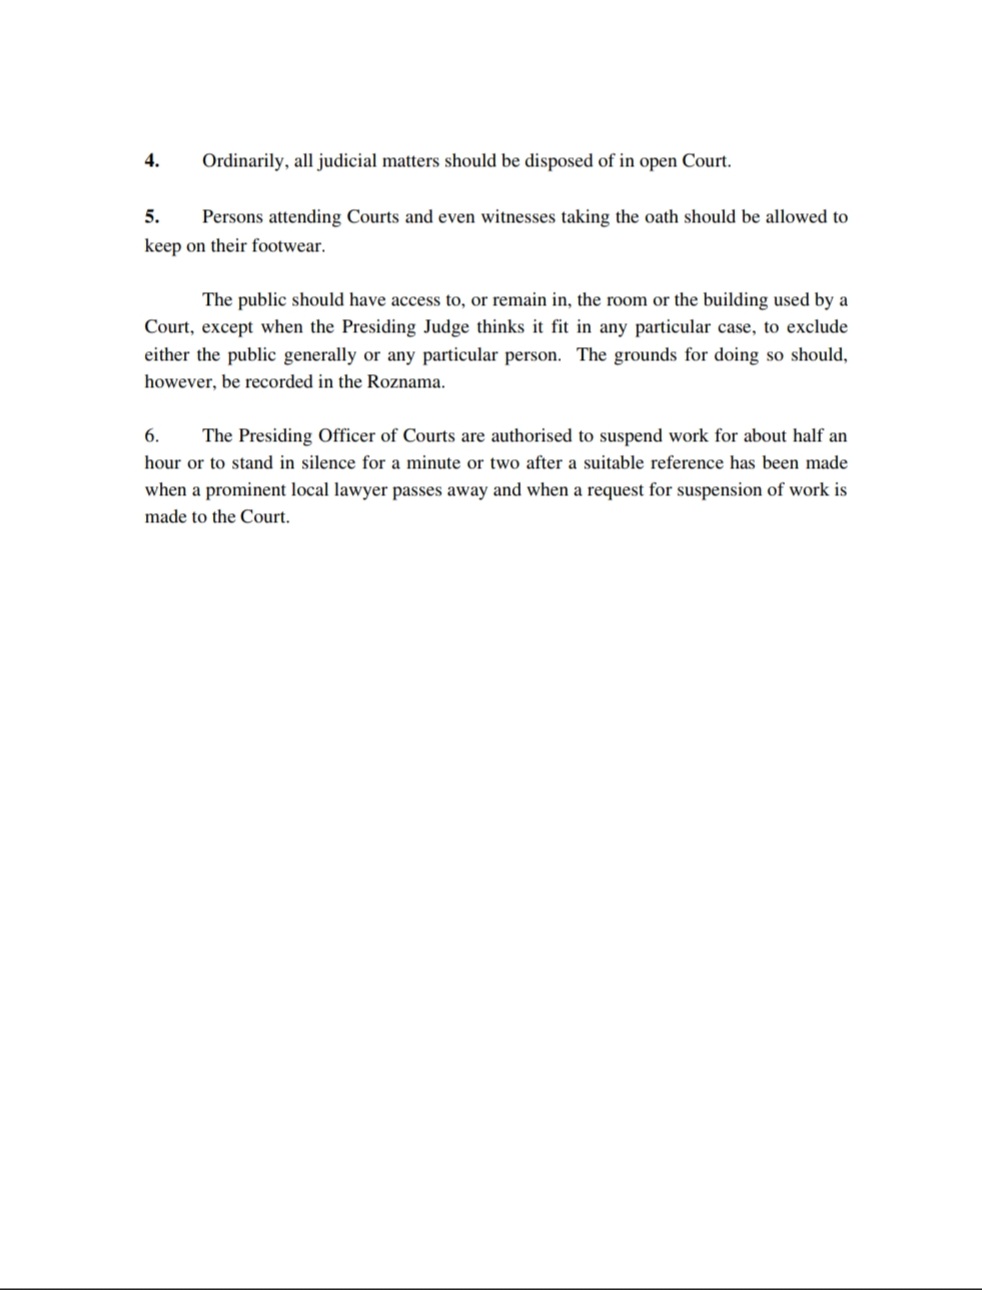 4. Ordinarily, all judicial matters should be disposed of in open Court.
5. Persons attending Courts and even witnesses taking the oath should be allowed to
keep on their footwear.
The public should have access to, or remain in, the room or the building used by a
Court, except when the Presiding Judge thinks it fit in any particular case, to exclude
either the public generally or any particular person. The grounds for doing so should,
however, be recorded in the Roznama.
6. The Presiding Officer of Courts are authorised to suspend work for about half an
hour or to stand in silence for a minute or two after a suitable reference has been made
when a prominent local lawyer passes away and when a request for suspension of work is
made to the Court.